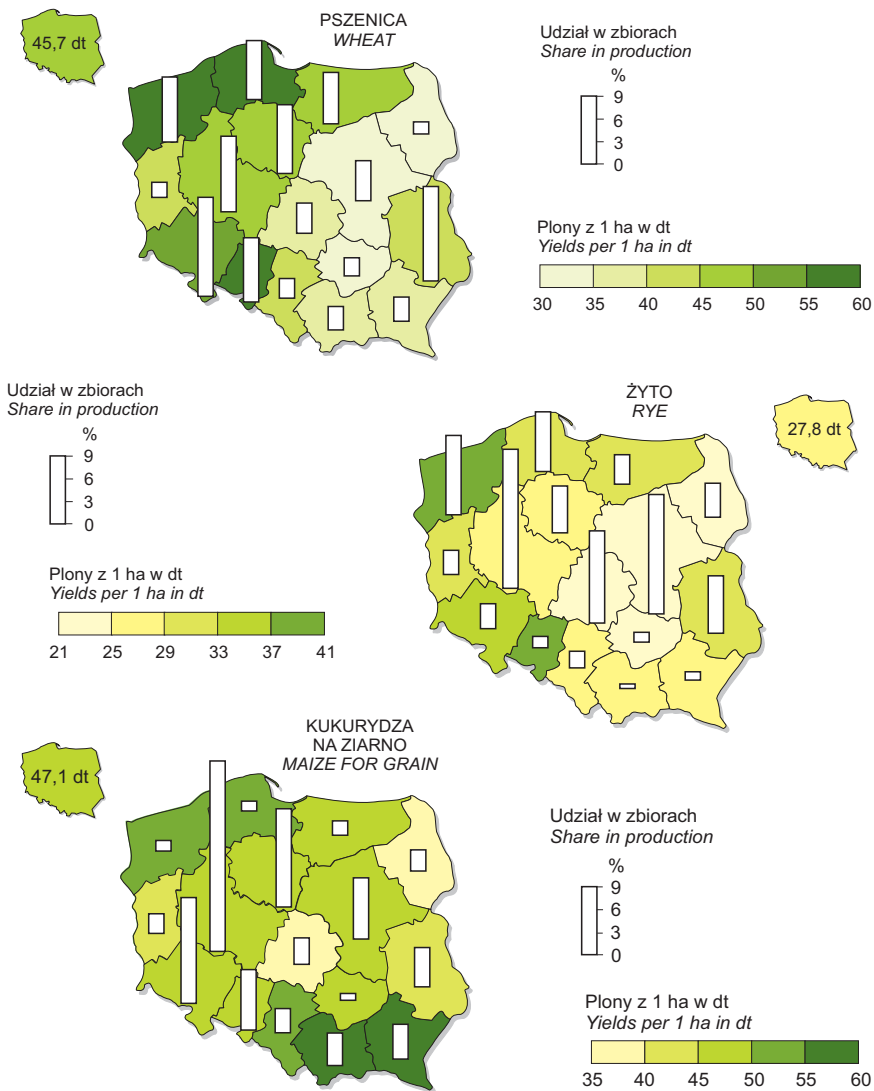 PSZENICA
WHEAT
45,7 dt
Udział w zbiorach
Share in production
%
9
6
3
0
Plony z 1 ha w dt
Yields per 1 ha in dt
30 35 40 45 50 55 60
Udział w zbiorach
Share in production
%
9
6
3
0
Plony z 1 ha w dt
Yields per 1 ha in dt
21 25 29 33 37 41
ŻYTO
RYE
27,8 dt
KUKURYDZA
NA ZIARNO
MAIZE FOR GRAIN
47,1 dt
Udział w zbiorach
Share in production
%
9
6
3
0
Plony z 1 ha w dt
Yields per 1 ha in dt
35 40 45 50 55 60